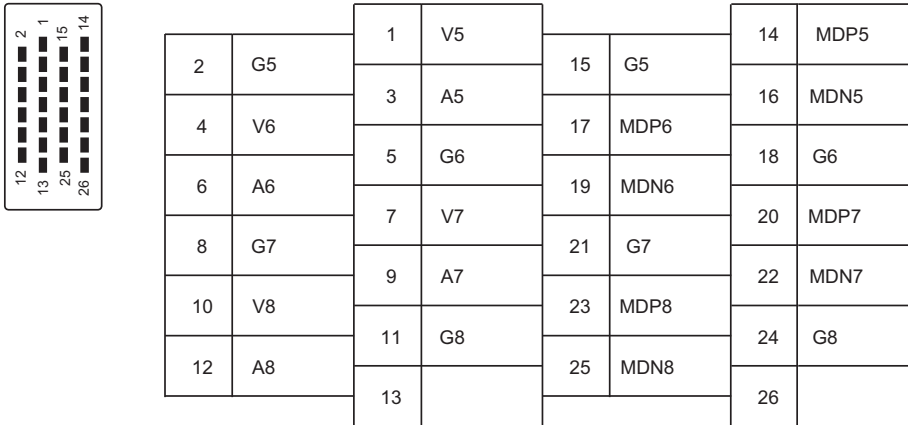 2 1 15 14
12 13 25 26
1 V5
2 G5
3 A5
4 V6
5 G6
6 A6
7 V7
8 G7
9 A7
10 V8
11 G8
12 A8
13
14 MDP5
15 G5
16 MDN5
17 MDP6
18 G6
19 MDN6
20 MDP7
21 G7
22 MDN7
23 MDP8
24 G8
25 MDN8
26